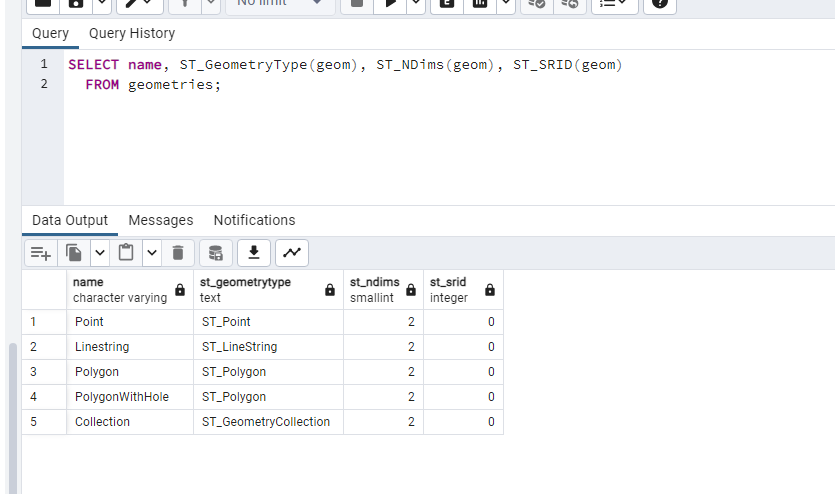 No limit
Query Query History
1 SELECT name, ST_GeometryType(geom), ST_NDims(geom), ST_SRID(geom)
2 FROM geometries;
Data Output Messages Notifications
name st_geometrytype st_ndims st_srid
character varying text smallint integer
1 Point ST_Point 2 0
2 Linestring ST_LineString 2 0
3 Polygon ST_Polygon 2 0
4 PolygonWithHole ST_Polygon 2 0
5 Collection ST_GeometryCollection 2 0